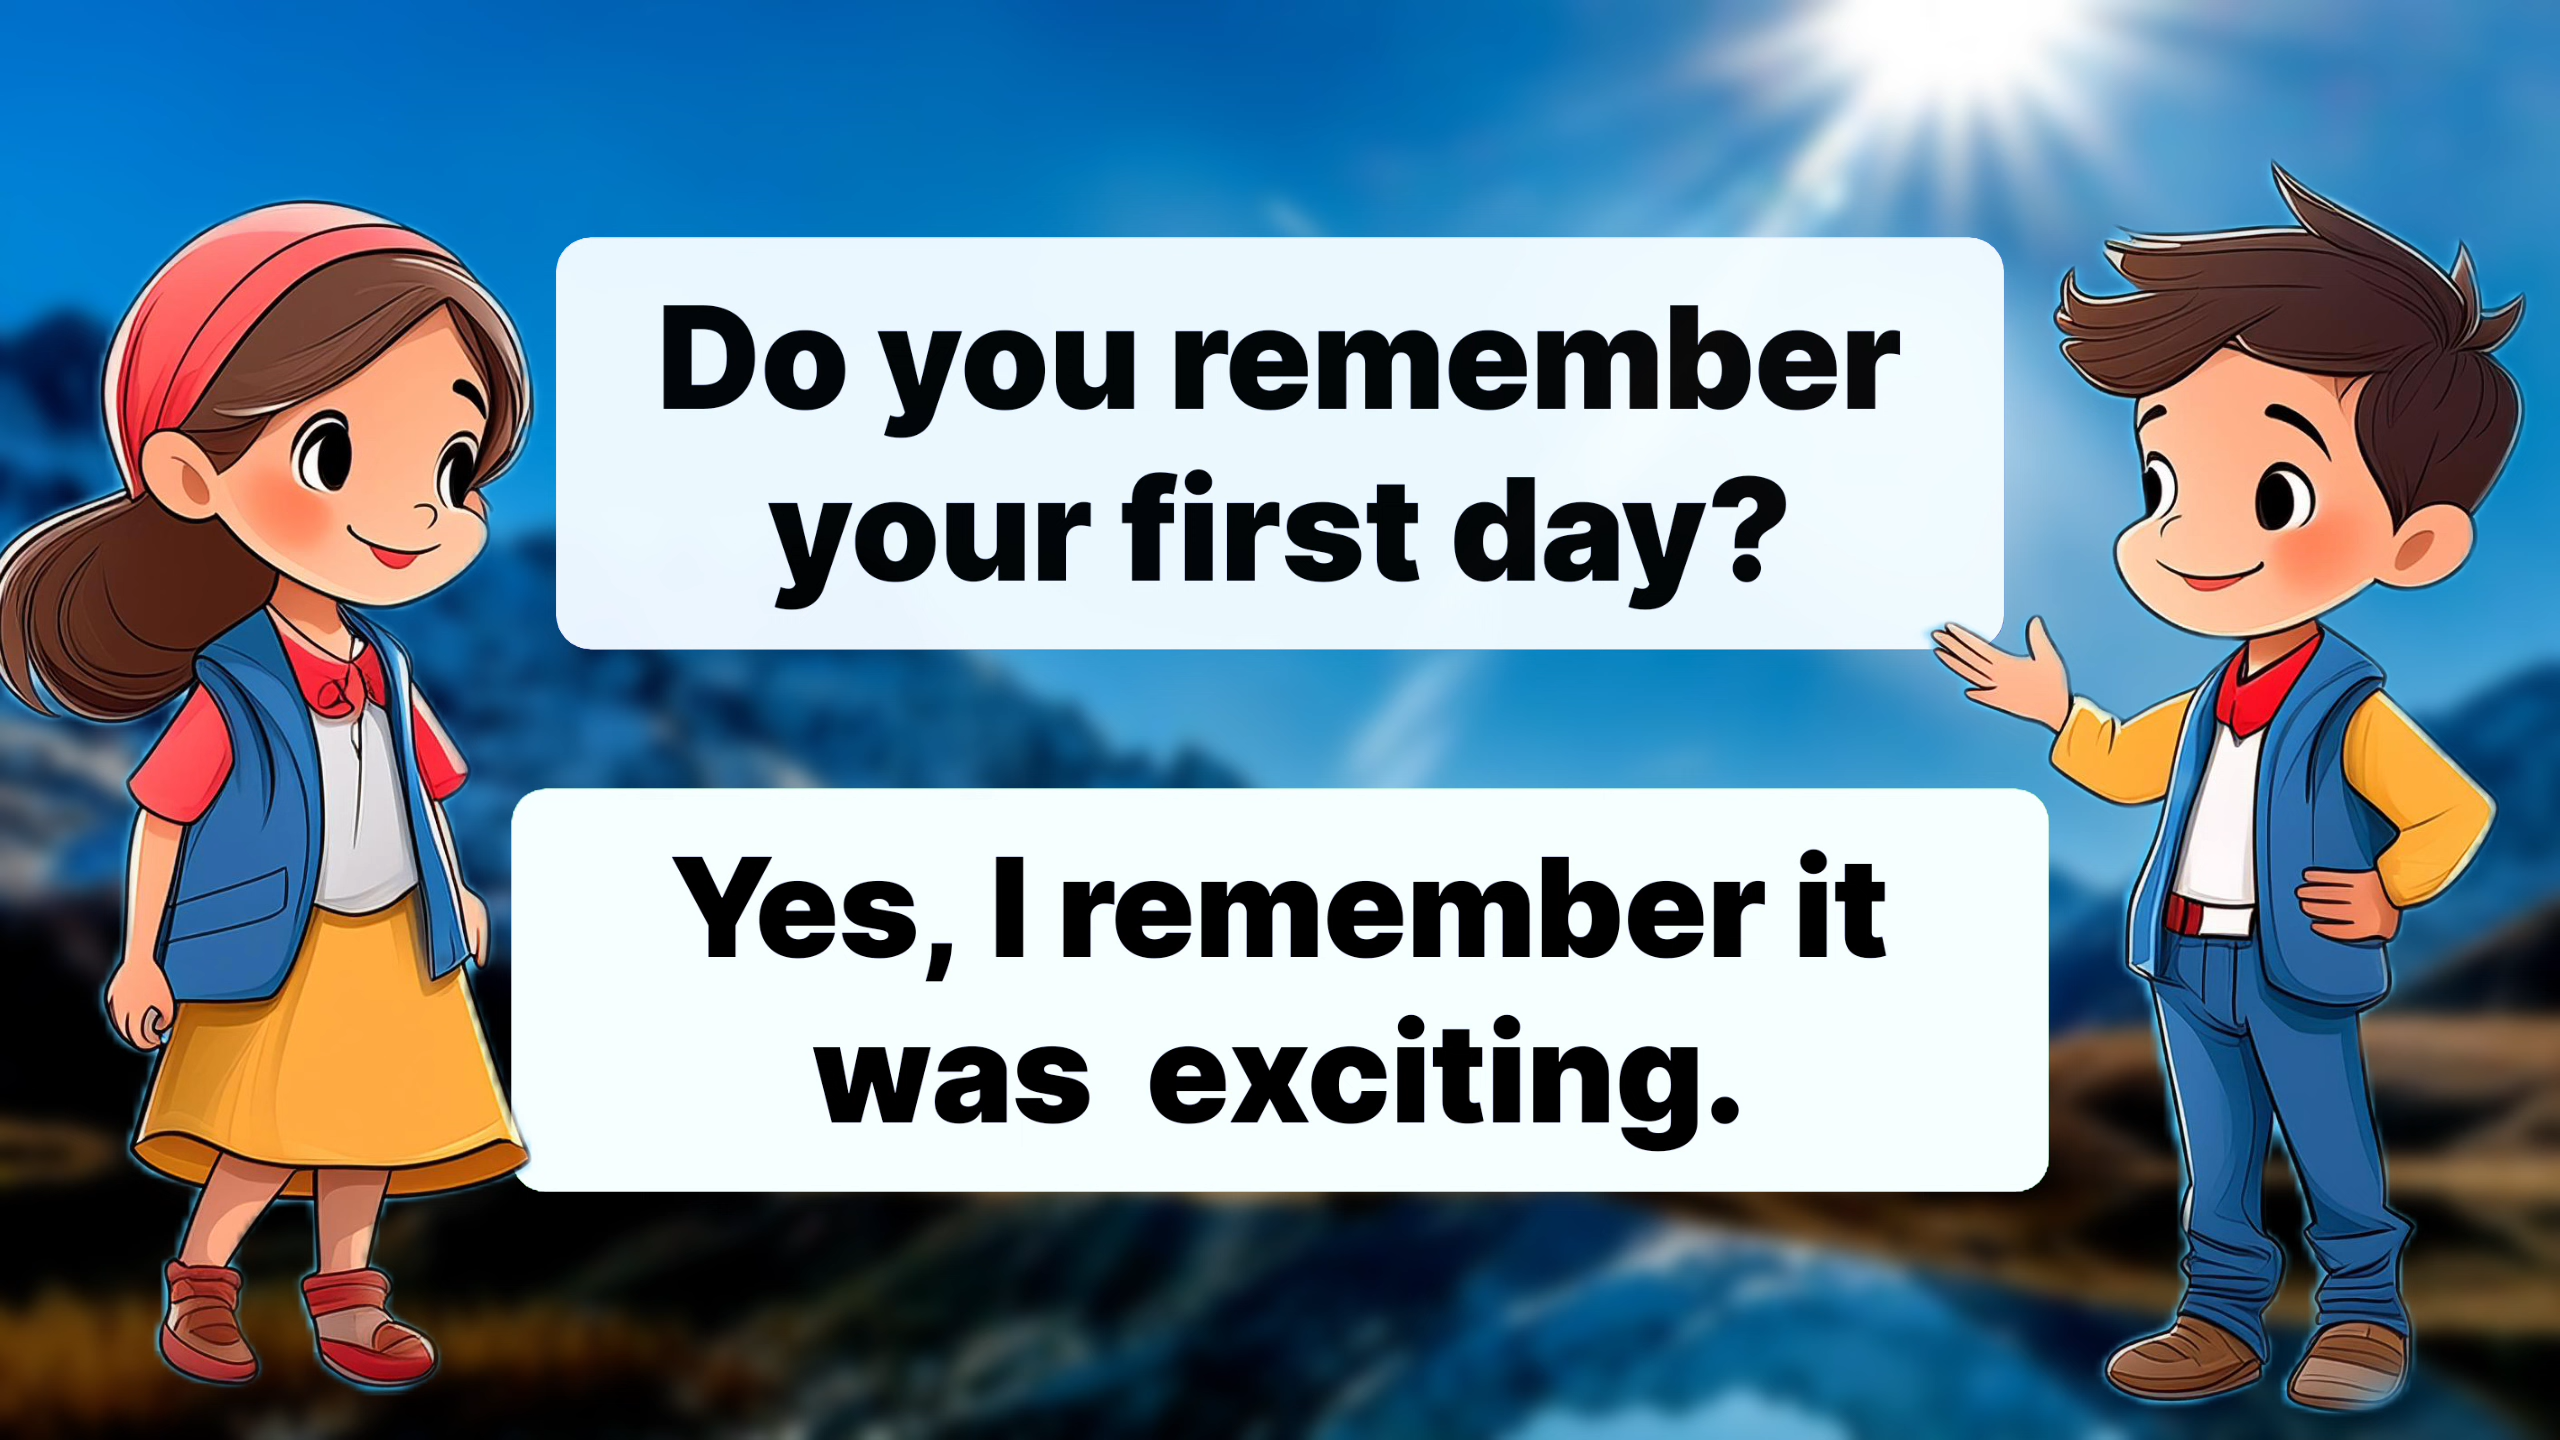 Do you remember
your first day?
Yes, I remember it
was exciting.